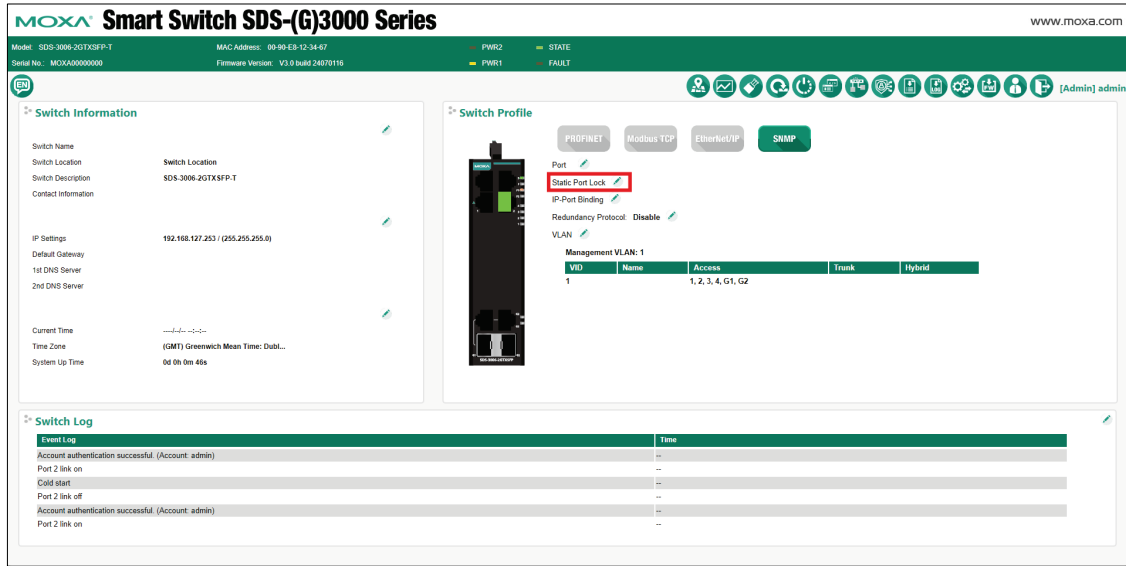 MOXA Smart Switch SDS-(G)3000 Series www.moxa.com
Model: SDS-3006-2GTXSFP-T MAC Address: 00-90-E8-12-34-67 PWR2 STATE
Serial No.: MOXA00000000 Firmware Version: V3.0 build 24070116 PWR1 FAULT
EN [Admin] admin
Switch Information
Switch Name
Switch Location Switch Location
Switch Description SDS-3006-2GTXSFP-T
Contact Information
IP Settings 192.168.127.253 / (255.255.255.0)
Default Gateway
1st DNS Server
2nd DNS Server
Current Time ----/--/-- --:--:--
Time Zone (GMT) Greenwich Mean Time: Dubl...
System Up Time 0d 0h 0m 46s
Switch Profile
PROFINET Modbus TCP EtherNet/IP SNMP
MOXA
SDS-3006-2GTXSFP
Port
Static Port Lock
IP-Port Binding
Redundancy Protocol: Disable
VLAN
Management VLAN: 1
VID Name Access Trunk Hybrid
1 1, 2, 3, 4, G1, G2
Switch Log
Event Log Time
Account authentication successful. (Account: admin) --
Port 2 link on --
Cold start --
Port 2 link off --
Account authentication successful. (Account: admin) --
Port 2 link on --